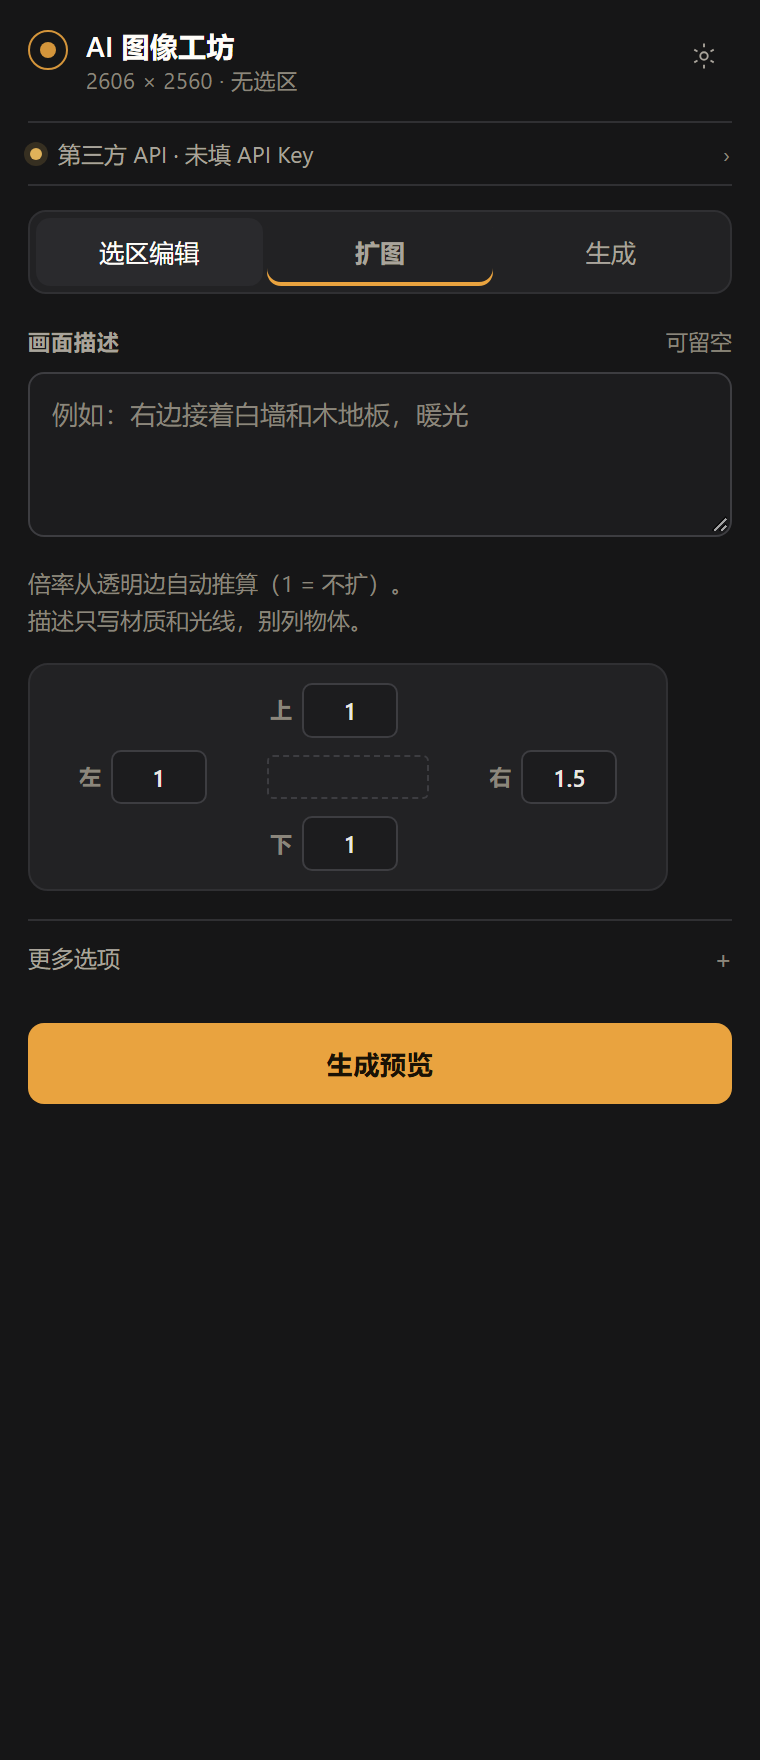 AI 图像工坊
2606 × 2560 · 无选区
第三方 API · 未填 API Key ›
选区编辑 扩图 生成
画面描述 可留空
例如：右边接着白墙和木地板，暖光
倍率从透明边自动推算（1 = 不扩）。
描述只写材质和光线，别列物体。
上 1
左 1 右 1.5
下 1
更多选项 +
生成预览